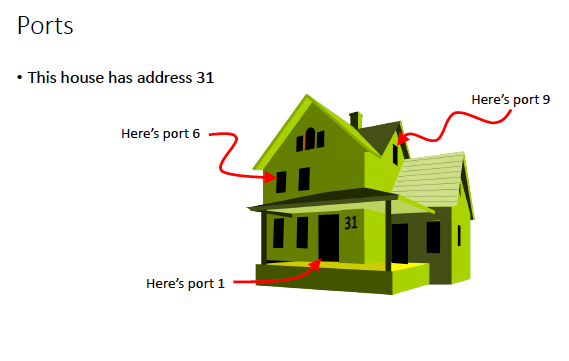 Ports
• This house has address 31
Here's port 9
Here's port 6
31
Here's port 1